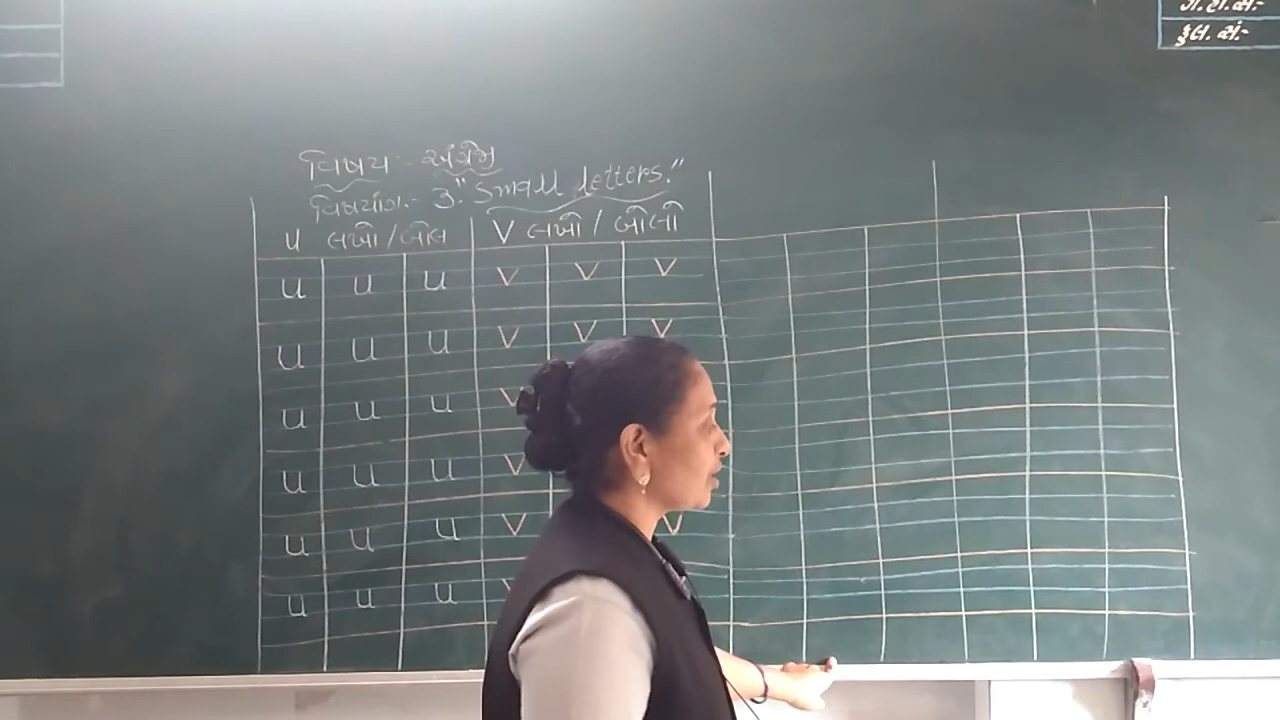 ગ.હા.સં:-
કુલ.સં:-
વિષય :- અંગ્રેજી
વિષયાંગ:- 3." Small letters."
u લખો / બોલ V લખો / બોલો
u u u v v v
u u u v v v
u u u v
u u u v
u u u v v
u u u v